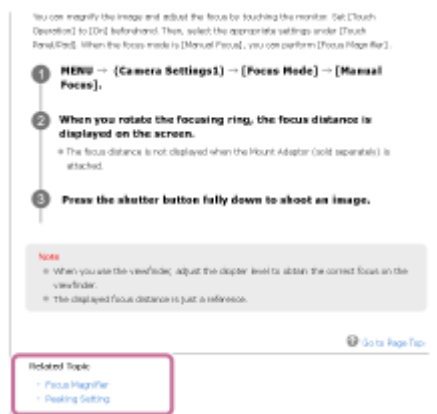 You can magnify the image and adjust the focus by touching the monitor. Set [Touch
Operation] to [On] beforehand. Then, select the appropriate settings under [Touch
Panel/Pad]. When the focus mode is [Manual Focus], you can perform [Focus Magnifier].
1 MENU → (Camera Settings1) → [Focus Mode] → [Manual
Focus].
2 When you rotate the focusing ring, the focus distance is
displayed on the screen.
The focus distance is not displayed when the Mount Adaptor (sold separately) is
attached.
3 Press the shutter button fully down to shoot an image.
Note
When you use the viewfinder, adjust the diopter level to obtain the correct focus on the
viewfinder.
The displayed focus distance is just a reference.
Go to Page Top
Related Topic
Focus Magnifier
Peaking Setting